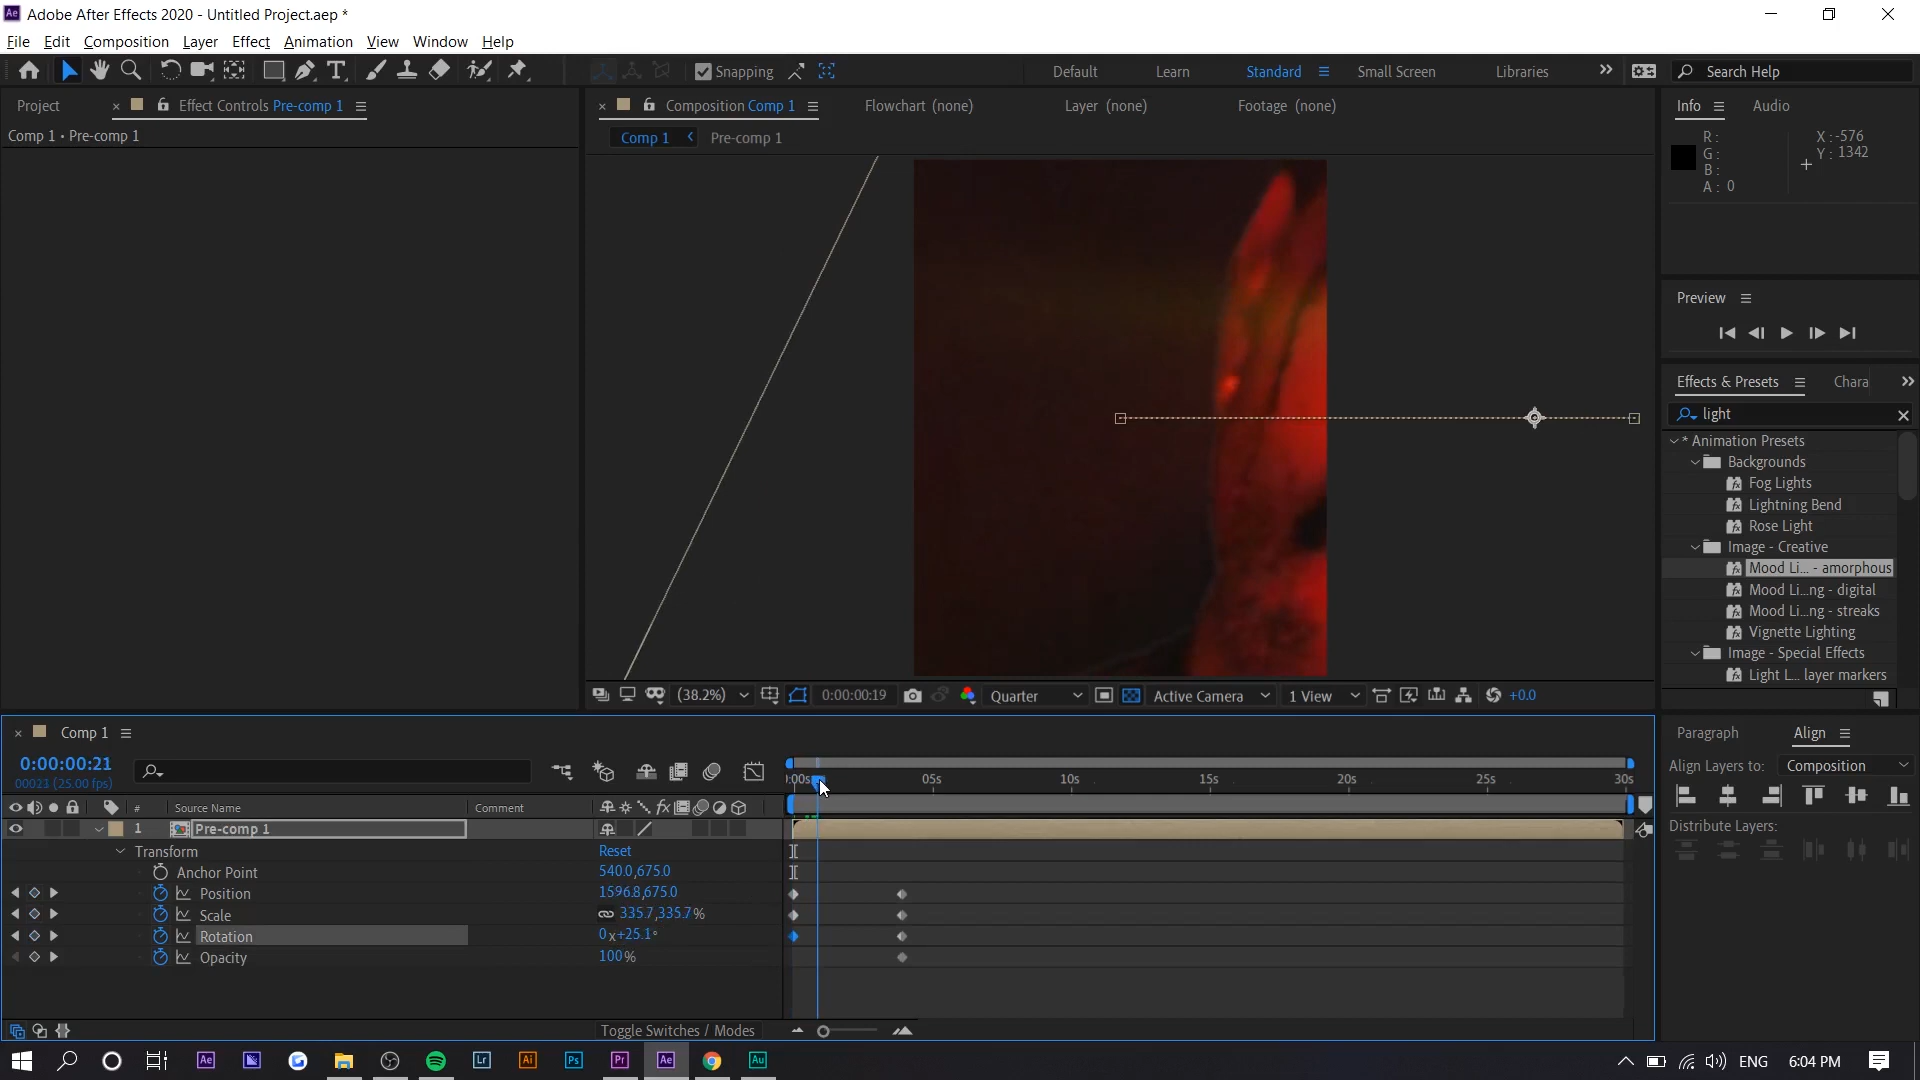 Adobe After Effects 2020 - Untitled Project.aep *
File Edit Composition Layer Effect Animation View Window Help
Snapping
Default Learn Standard Small Screen Libraries
Search Help
Project
Effect Controls Pre-comp 1
Comp 1 • Pre-comp 1
Composition Comp 1
Flowchart (none)
Layer (none)
Footage (none)
Comp 1
Pre-comp 1
Info
Audio
R :
G :
B :
A : 0
X : -576
Y : 1342
Preview
Effects & Presets
Chara
light
* Animation Presets
Backgrounds
Fog Lights
Lightning Bend
Rose Light
Image - Creative
Mood Li... - amorphous
Mood Li...ng - digital
Mood Li...ng - streaks
Vignette Lighting
Image - Special Effects
Light L... layer markers
(38.2%)
0:00:00:19
Quarter
Active Camera
1 View
+0.0
Comp 1
0:00:00:21
00021 (25.00 fps)
):00s 05s 10s 15s 20s 25s 30s
# Source Name Comment
1 Pre-comp 1
Transform Reset
Anchor Point 540.0,675.0
Position 1596.8,675.0
Scale 335.7,335.7%
Rotation 0x+25.1°
Opacity 100%
Toggle Switches / Modes
Paragraph
Align
Align Layers to: Composition
Distribute Layers:
Ae Lr Ai Ps Pr Ae Au
ENG 6:04 PM